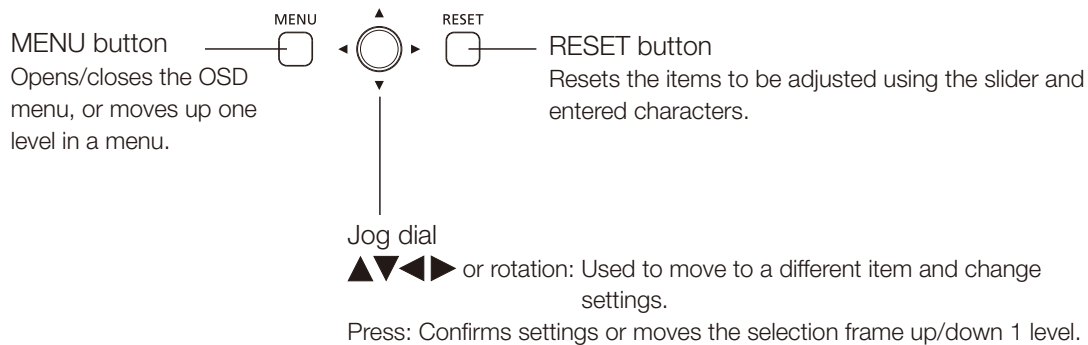 MENU
RESET
MENU button
Opens/closes the OSD
menu, or moves up one
level in a menu.
RESET button
Resets the items to be adjusted using the slider and
entered characters.
Jog dial
▲▼◀▶ or rotation: Used to move to a different item and change
settings.
Press: Confirms settings or moves the selection frame up/down 1 level.